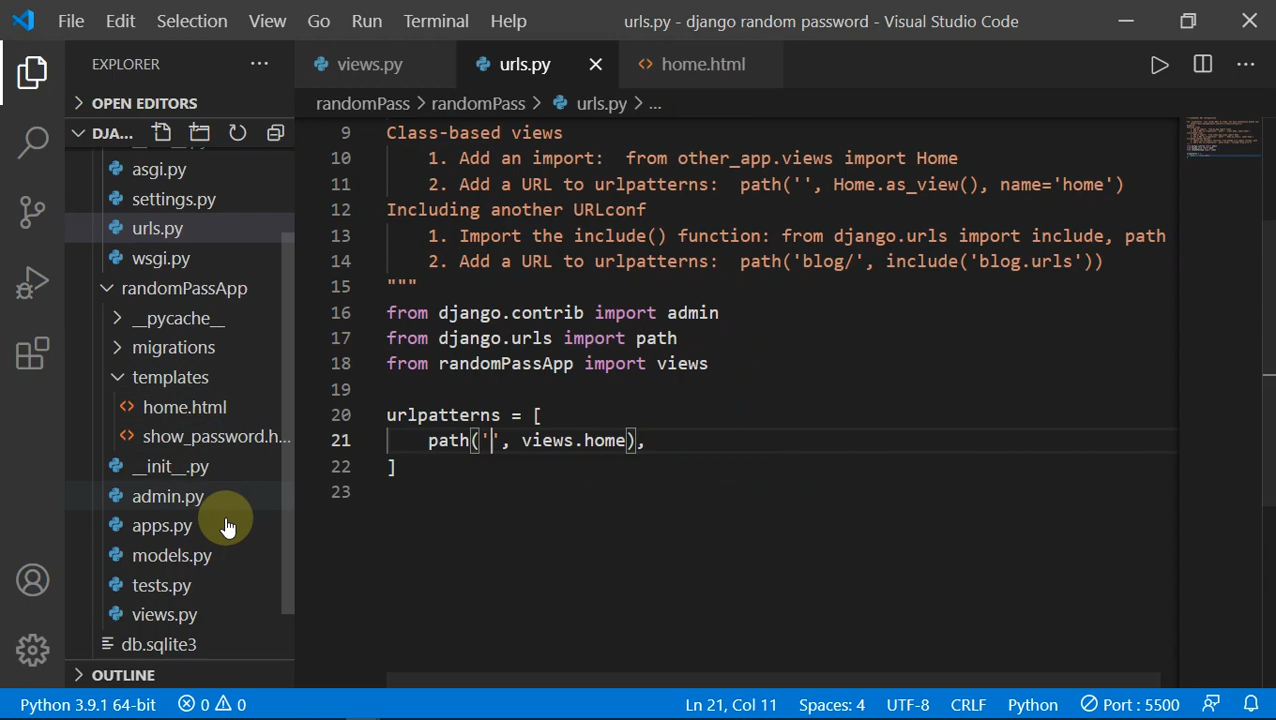 File Edit Selection View Go Run Terminal Help urls.py - django random password - Visual Studio Code
EXPLORER ...
views.py urls.py home.html
OPEN EDITORS
randomPass > randomPass > urls.py > ...
DJA...
asgi.py
settings.py
urls.py
wsgi.py
randomPassApp
__pycache__
migrations
templates
home.html
show_password.h...
__init__.py
admin.py
apps.py
models.py
tests.py
views.py
db.sqlite3
OUTLINE
9 Class-based views
10 1. Add an import:  from other_app.views import Home
11 2. Add a URL to urlpatterns:  path('', Home.as_view(), name='home')
12 Including another URLconf
13 1. Import the include() function: from django.urls import include, path
14 2. Add a URL to urlpatterns:  path('blog/', include('blog.urls'))
15 """
16 from django.contrib import admin
17 from django.urls import path
18 from randomPassApp import views
19
20 urlpatterns = [
21 path('', views.home),
22 ]
23
Python 3.9.1 64-bit 0 0 Ln 21, Col 11 Spaces: 4 UTF-8 CRLF Python Port : 5500